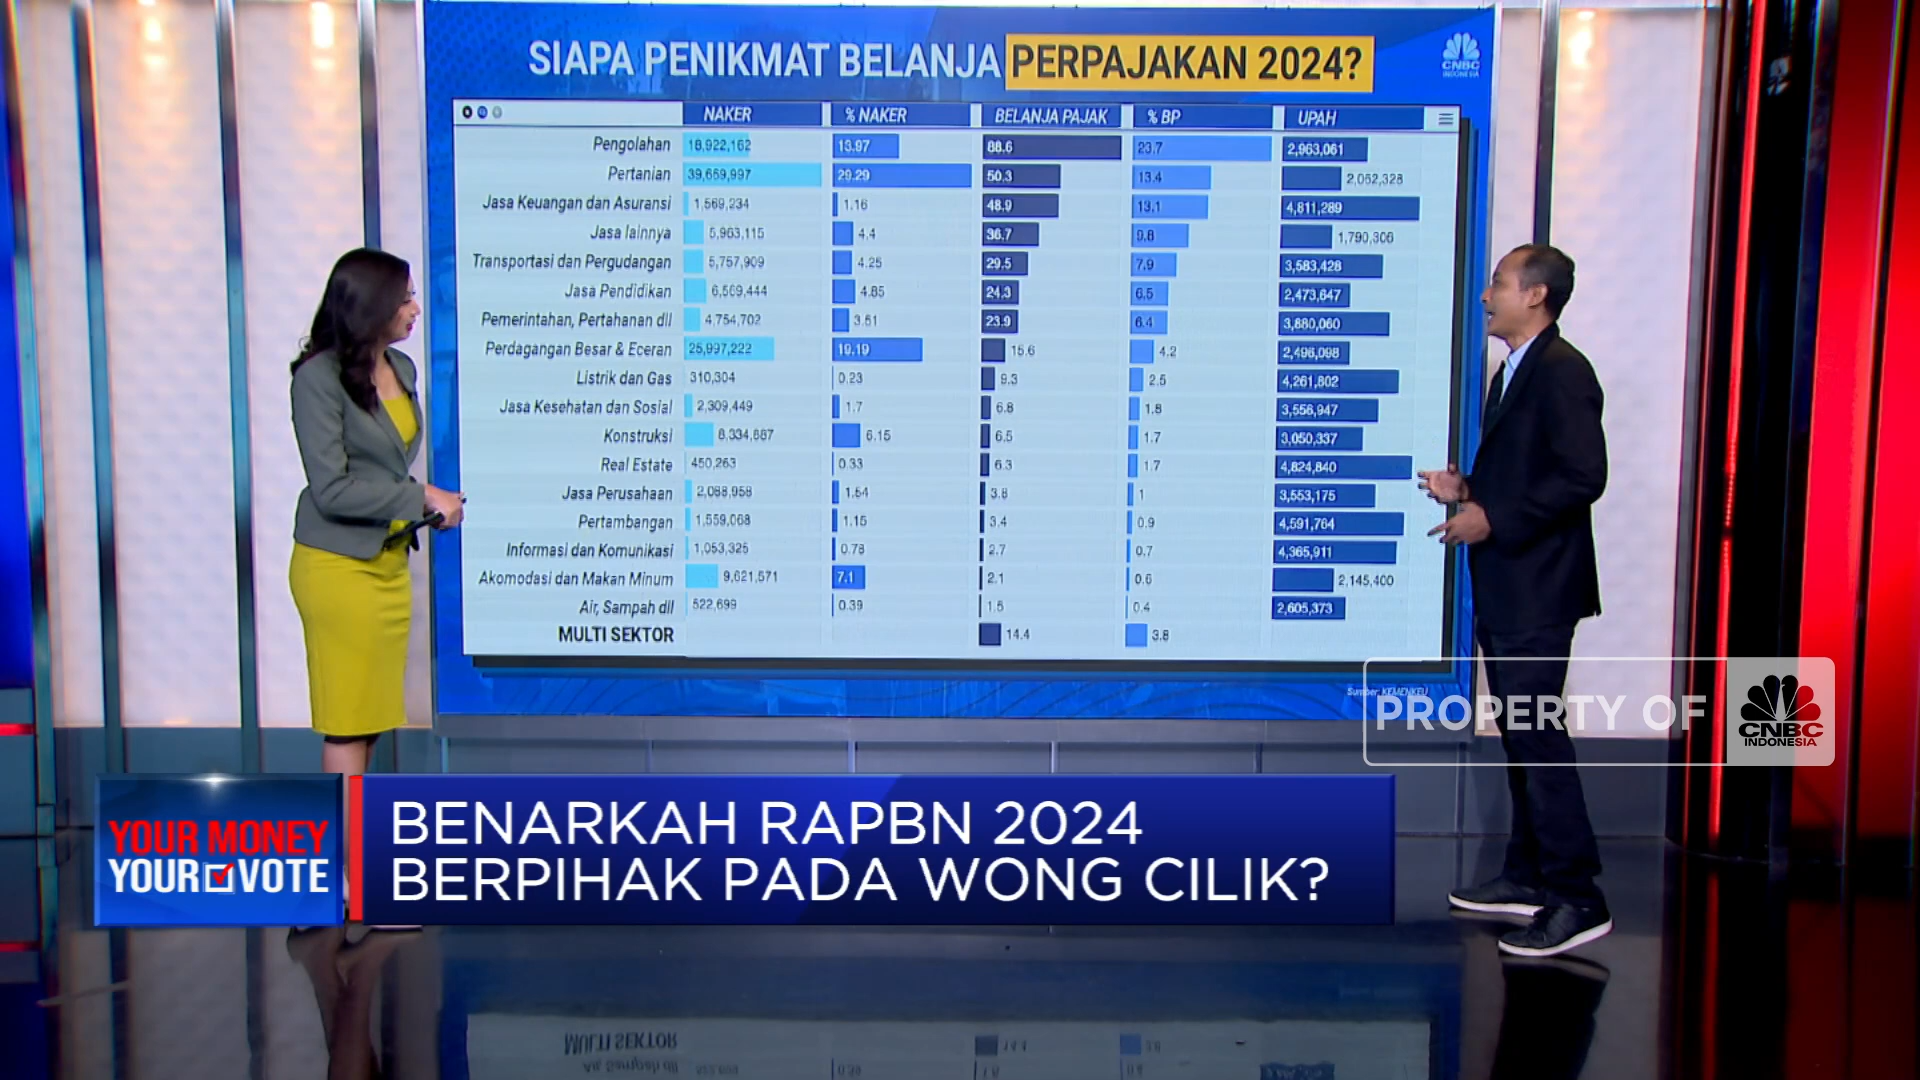 SIAPA PENIKMAT BELANJA PERPAJAKAN 2024?
CNBC
INDONESIA
NAKER % NAKER BELANJA PAJAK % BP UPAH
Pengolahan 18,922,162 13.97 88.6 23.7 2,963,061
Pertanian 39,659,997 29.29 50.3 13.4 2,052,328
Jasa Keuangan dan Asuransi 1,569,234 1.16 48.9 13.1 4,811,289
Jasa lainnya 5,963,115 4.4 36.7 9.8 1,790,306
Transportasi dan Pergudangan 5,757,909 4.25 29.5 7.9 3,583,428
Jasa Pendidikan 6,569,444 4.85 24.3 6.5 2,473,647
Pemerintahan, Pertahanan dll 4,754,702 3.51 23.9 6.4 3,880,060
Perdagangan Besar & Eceran 25,997,222 19.19 15.6 4.2 2,496,098
Listrik dan Gas 310,304 0.23 9.3 2.5 4,261,802
Jasa Kesehatan dan Sosial 2,309,449 1.7 6.8 1.8 3,556,947
Konstruksi 8,334,667 6.15 6.5 1.7 3,050,337
Real Estate 450,263 0.33 6.3 1.7 4,824,840
Jasa Perusahaan 2,088,958 1.54 3.8 1 3,553,175
Pertambangan 1,559,068 1.15 3.4 0.9 4,591,764
Informasi dan Komunikasi 1,053,325 0.78 2.7 0.7 4,365,911
Akomodasi dan Makan Minum 9,621,571 7.1 2.1 0.6 2,145,400
Air, Sampah dll 522,699 0.39 1.5 0.4 2,605,373
MULTI SEKTOR 14.4 3.8
Sumber: KEMENKEU
PROPERTY OF CNBC INDONESIA
YOUR MONEY
YOUR VOTE
BENARKAH RAPBN 2024
BERPIHAK PADA WONG CILIK?